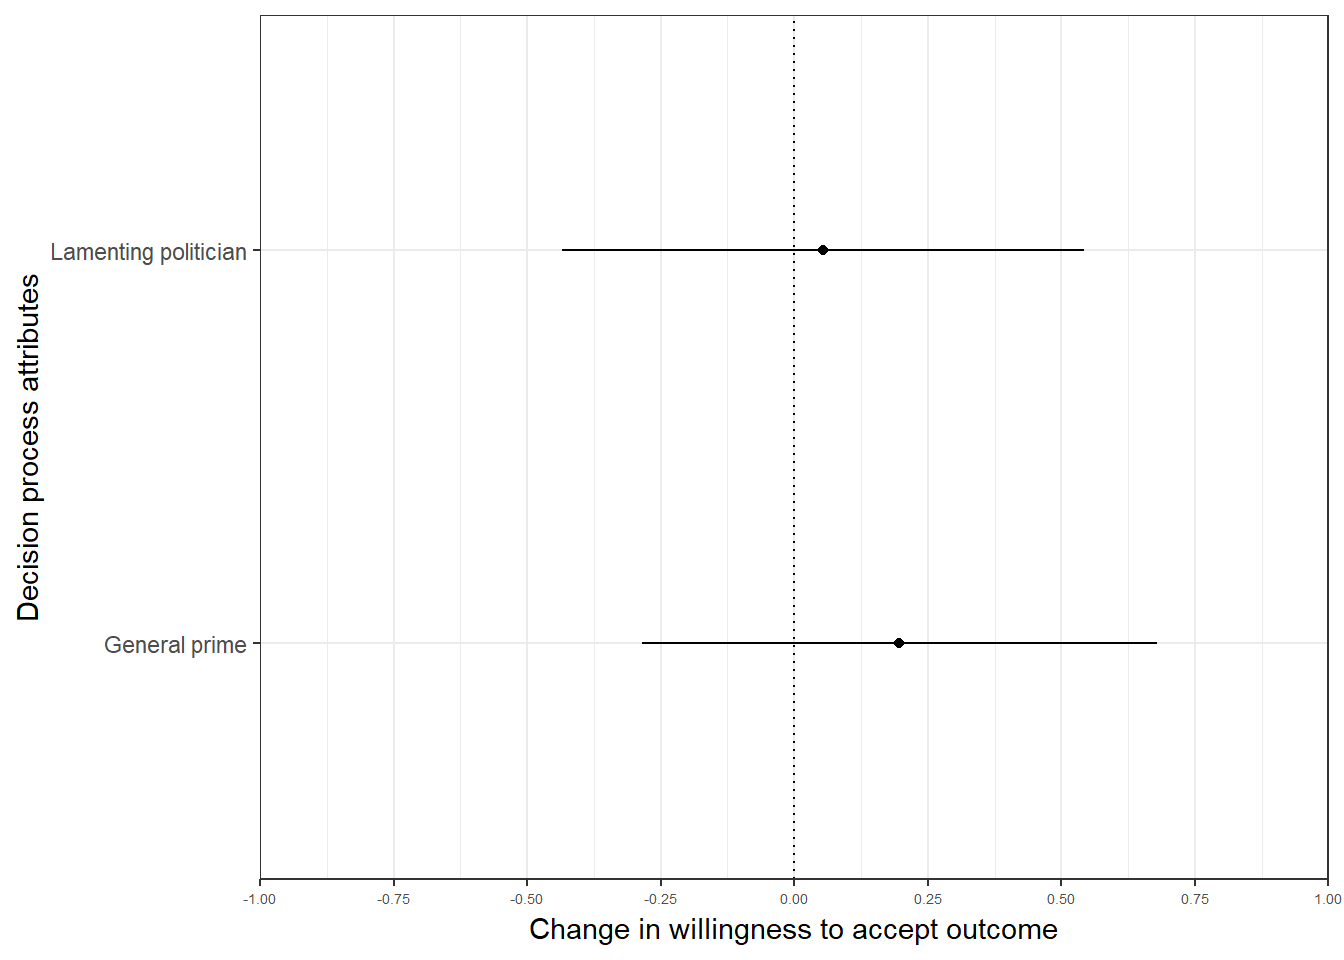 Decision process attributes
Lamenting politician
General prime
-1.00 -0.75 -0.50 -0.25 0.00 0.25 0.50 0.75 1.00
Change in willingness to accept outcome